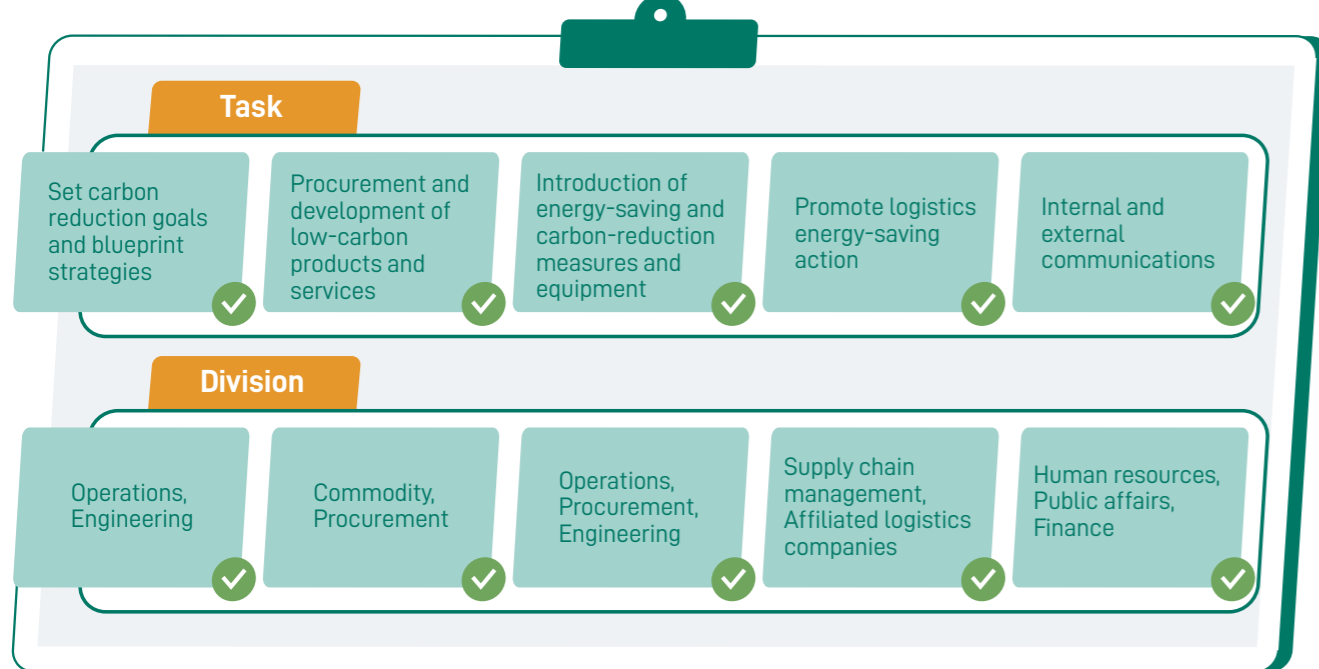 Task
Set carbon
reduction goals
and blueprint
strategies
Procurement and
development of
low-carbon
products and
services
Introduction of
energy-saving and
carbon-reduction
measures and
equipment
Promote logistics
energy-saving
action
Internal and
external
communications
Division
Operations,
Engineering
Commodity,
Procurement
Operations,
Procurement,
Engineering
Supply chain
management,
Affiliated logistics
companies
Human resources,
Public affairs,
Finance